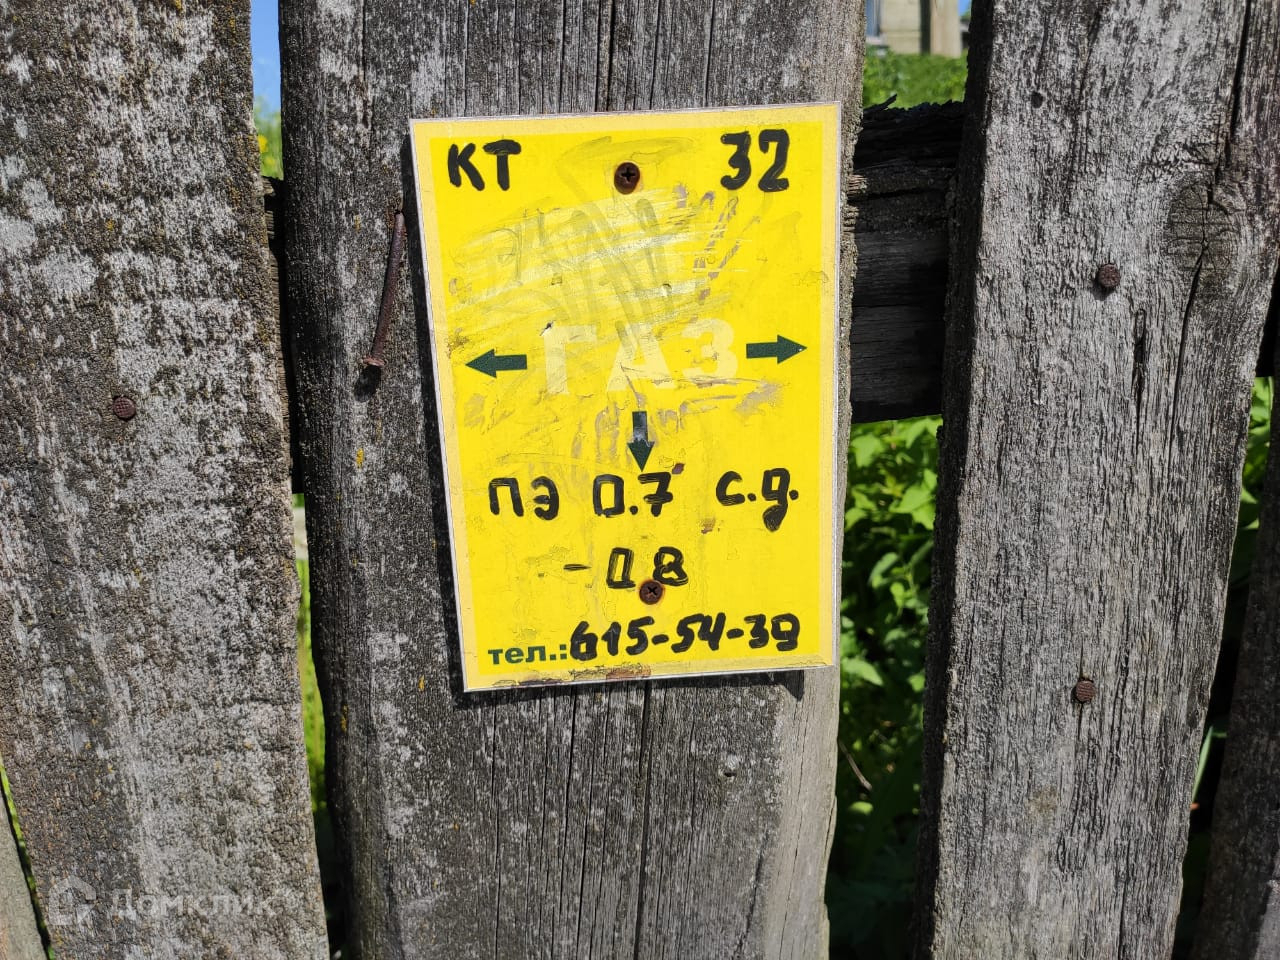 КТ 32
ГАЗ
ПЭ 0.7 с.д.
- 0 8
тел.: 615-54-39
Домклик